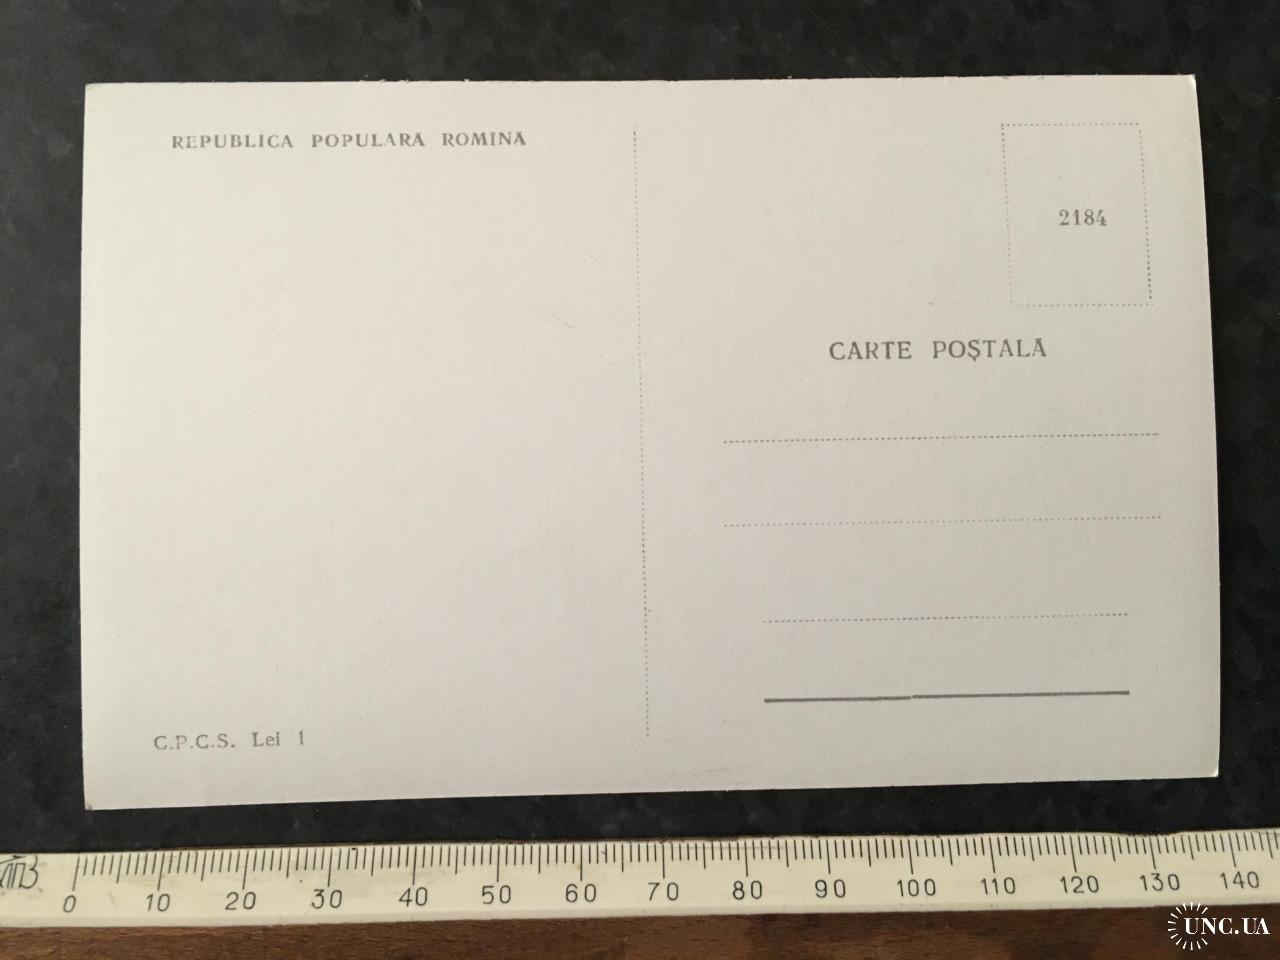 REPUBLICA POPULARĂ ROMINĂ
2184
CARTE POȘTALĂ
C.P.C.S. Lei 1
0 10 20 30 40 50 60 70 80 90 100 110 120 130 140
UNC.UA